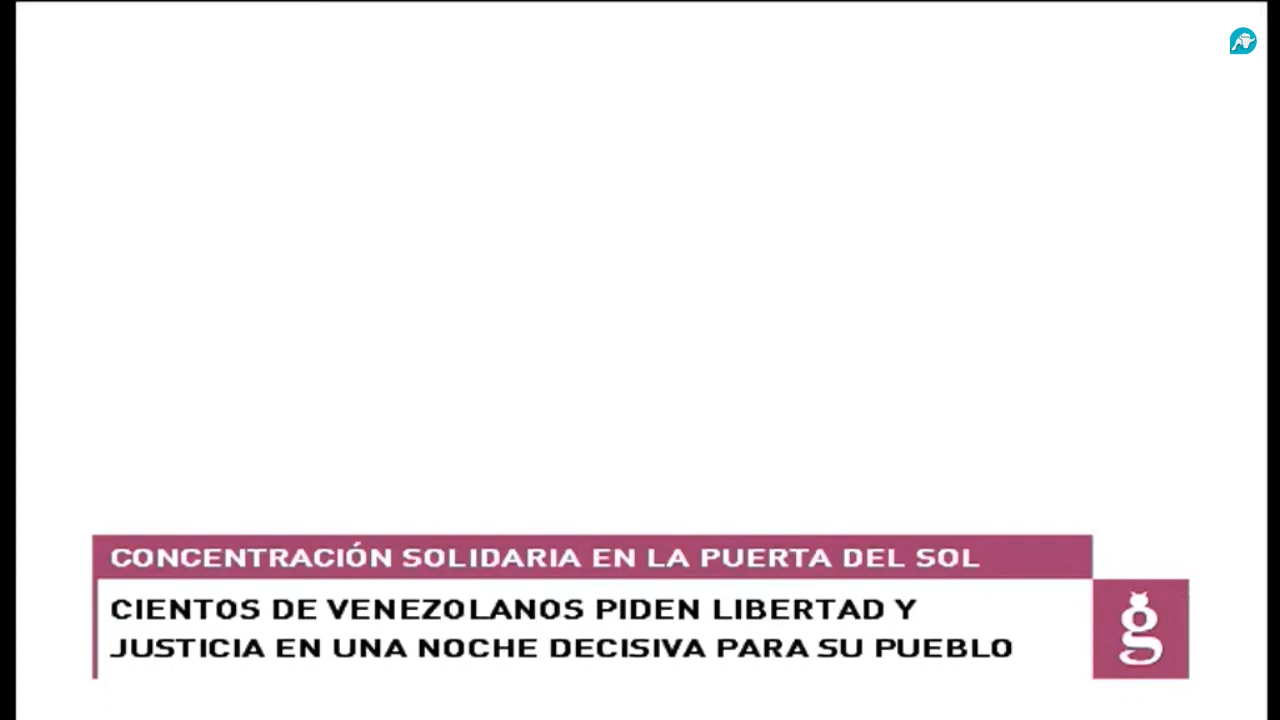 CONCENTRACIÓN SOLIDARIA EN LA PUERTA DEL SOL
CIENTOS DE VENEZOLANOS PIDEN LIBERTAD Y
JUSTICIA EN UNA NOCHE DECISIVA PARA SU PUEBLO
g